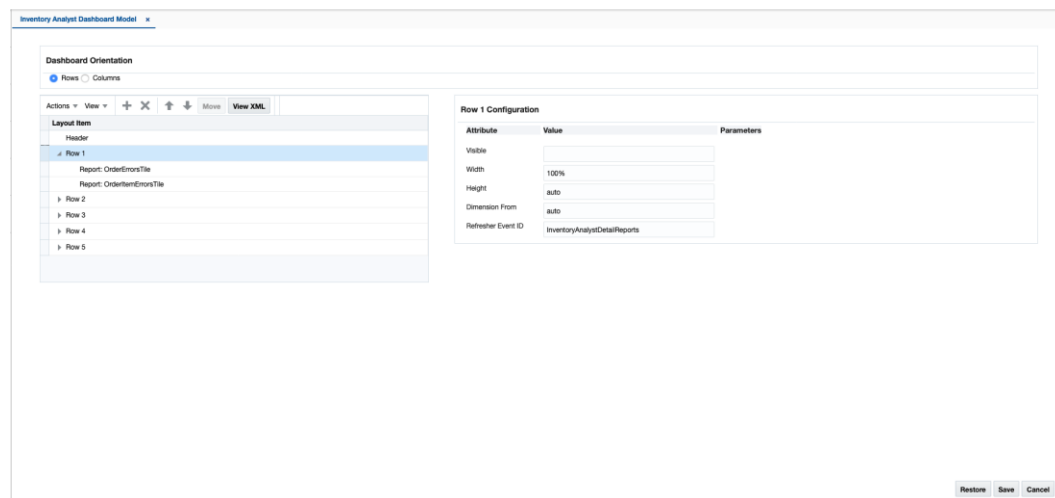 Inventory Analyst Dashboard Model x
Dashboard Orientation
Rows Columns
Actions View Move View XML
Layout Item
Header
Row 1
Report: OrderErrorsTile
Report: OrderItemErrorsTile
Row 2
Row 3
Row 4
Row 5
Row 1 Configuration
Attribute Value Parameters
Visible
Width 100%
Height auto
Dimension From auto
Refresher Event ID InventoryAnalystDetailReports
Restore Save Cancel